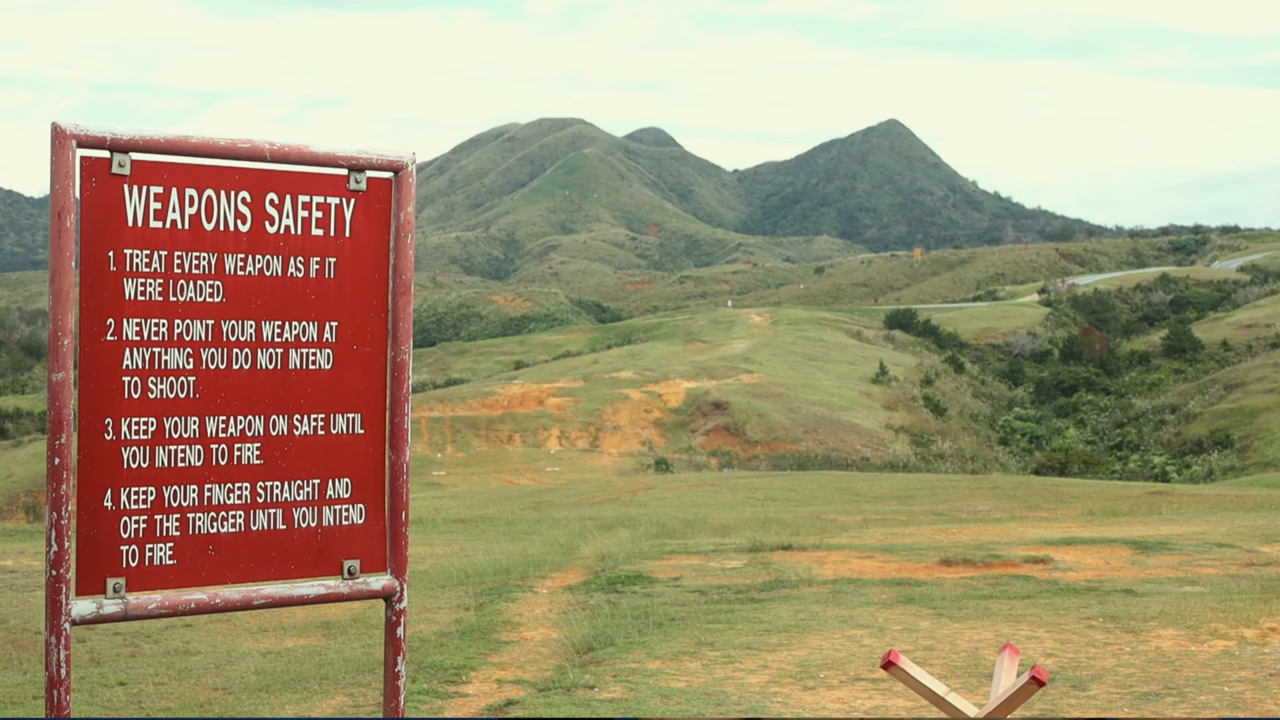 WEAPONS SAFETY
1. TREAT EVERY WEAPON AS IF IT
WERE LOADED.
2. NEVER POINT YOUR WEAPON AT
ANYTHING YOU DO NOT INTEND
TO SHOOT.
3. KEEP YOUR WEAPON ON SAFE UNTIL
YOU INTEND TO FIRE.
4. KEEP YOUR FINGER STRAIGHT AND
OFF THE TRIGGER UNTIL YOU INTEND
TO FIRE.